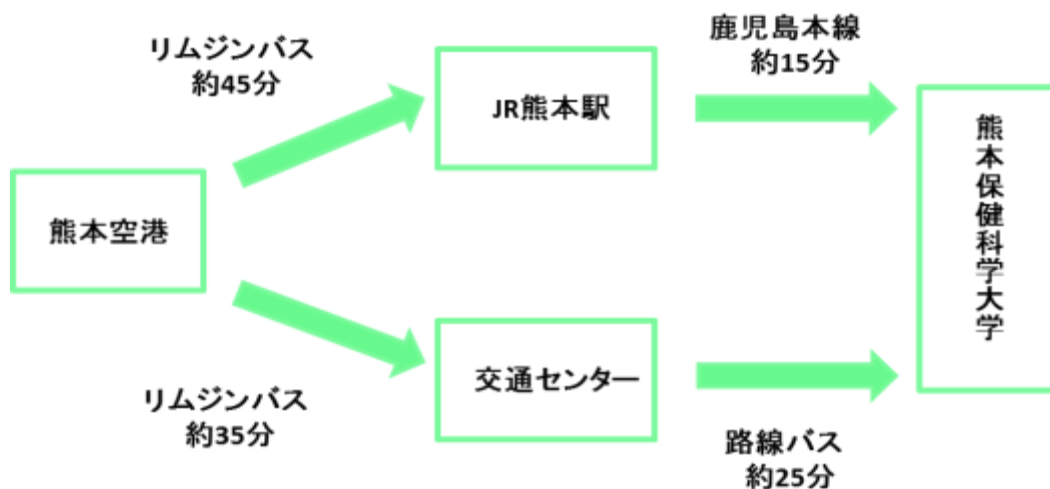 リムジンバス
約45分
鹿児島本線
約15分
JR熊本駅
熊本空港
熊本保健科学大学
交通センター
リムジンバス
約35分
路線バス
約25分